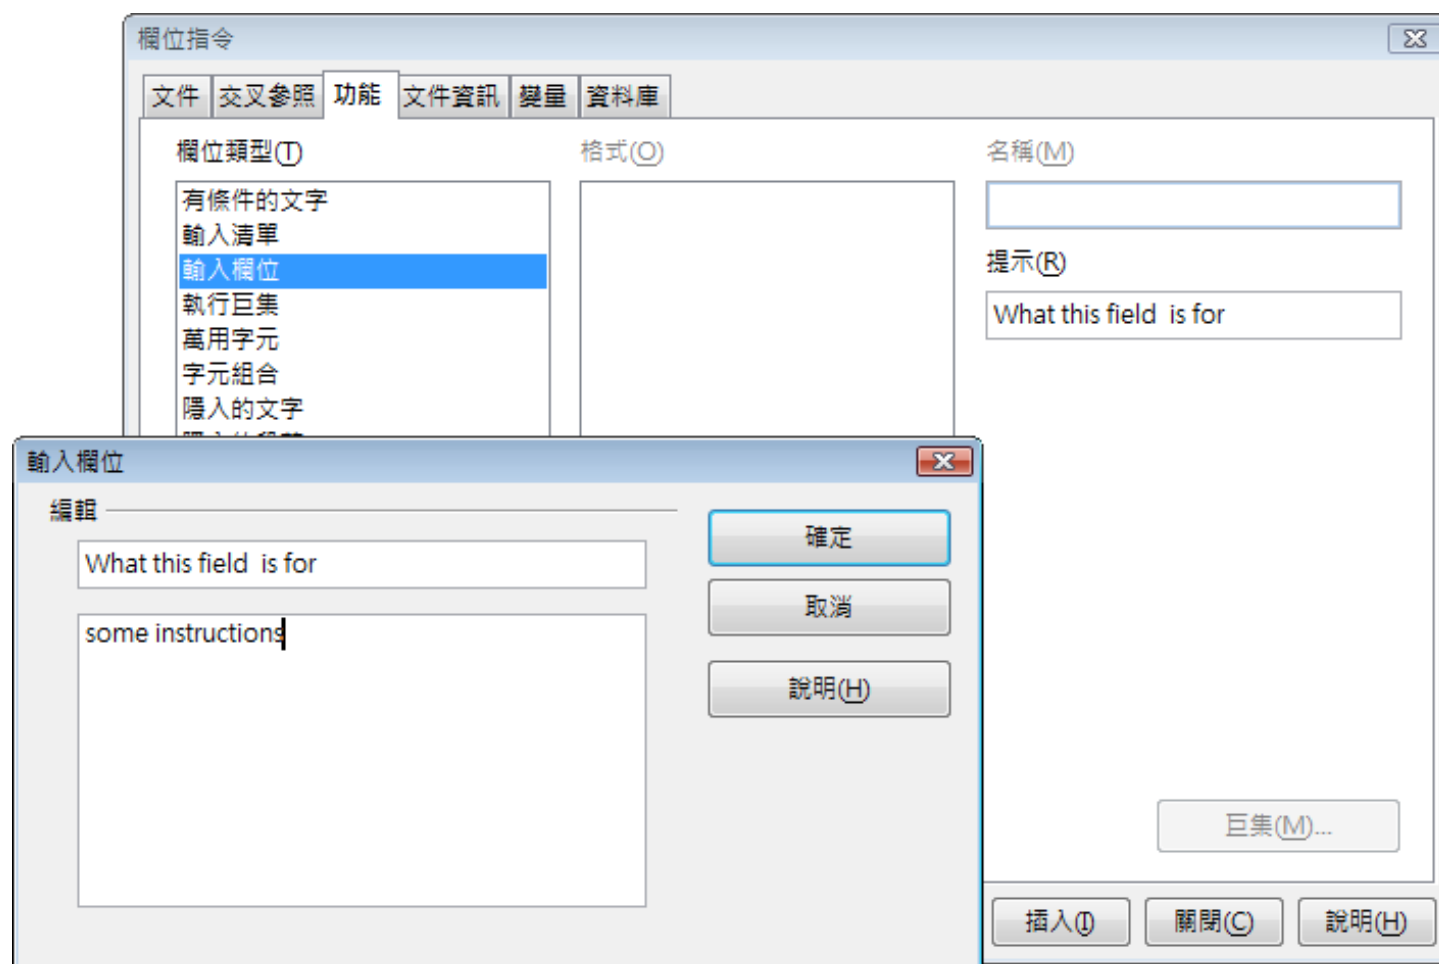 欄位指令
文件 交叉參照 功能 文件資訊 變量 資料庫
欄位類型(T) 格式(O) 名稱(M)
有條件的文字
輸入清單
輸入欄位
提示(R)
執行巨集
What this field  is for
萬用字元
字元組合
隱入的文字
輸入欄位
編輯
確定
What this field  is for
取消
some instructions
說明(H)
巨集(M)...
插入(I) 關閉(C) 說明(H)